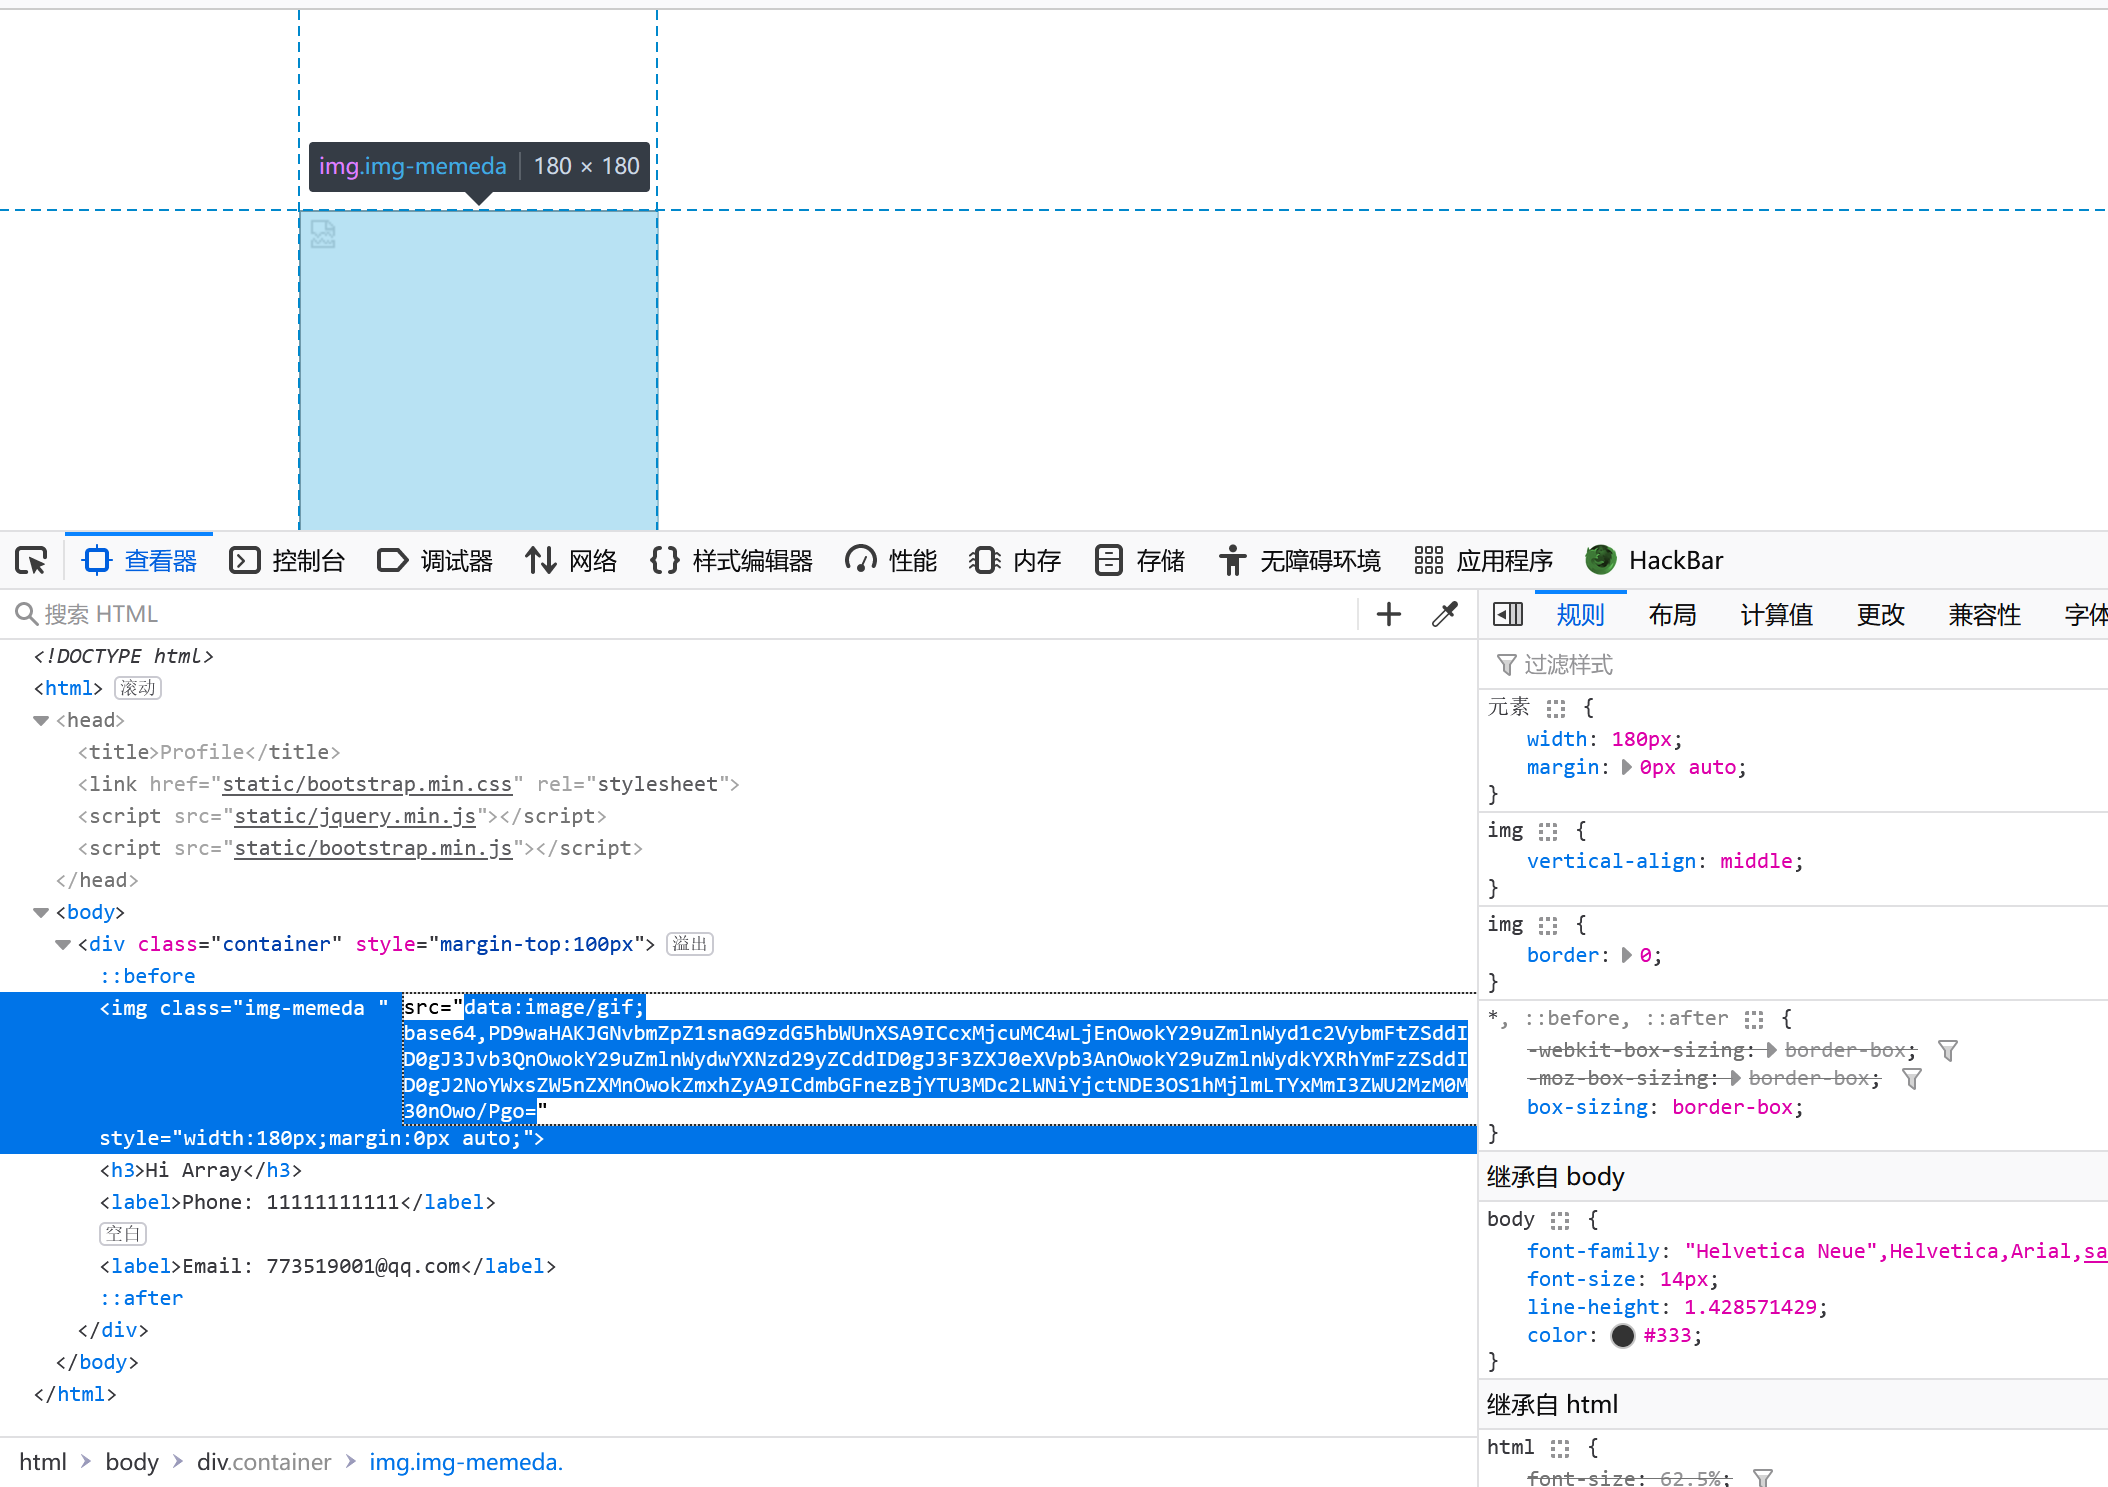 img.img-memeda | 180 × 180
查看器 控制台 调试器 网络 样式编辑器 性能 内存 存储 无障碍环境 应用程序 HackBar
搜索 HTML
<!DOCTYPE html>
<html> 滚动
<head>
<title>Profile</title>
<link href="static/bootstrap.min.css" rel="stylesheet">
<script src="static/jquery.min.js"></script>
<script src="static/bootstrap.min.js"></script>
</head>
<body>
<div class="container" style="margin-top:100px"> 溢出
::before
<img class="img-memeda " src="data:image/gif;
base64,PD9waHAKJGNvbmZpZ1snaG9zdG5hbWUnXSA9ICcxMjcuMC4wLjEnOwokY29uZmlnWyd1c2VybmFtZSddI
D0gJ3Jvb3QnOwokY29uZmlnWydwYXNzd29yZCddID0gJ3F3ZXJ0eXVpb3AnOwokY29uZmlnWydkYXRhYmFzZSddI
D0gJ2NoYWxsZW5nZXMnOwokZmxhZyA9ICdmbGFnezBjYTU3MDc2LWNiYjctNDE3OS1hMjlmLTYxMmI3ZWU2MzM0M
30nOwo/Pgo="
style="width:180px;margin:0px auto;">
<h3>Hi Array</h3>
<label>Phone: 11111111111</label>
空白
<label>Email: 773519001@qq.com</label>
::after
</div>
</body>
</html>
html > body > div.container > img.img-memeda.
规则 布局 计算值 更改 兼容性 字体
过滤样式
元素 {
width: 180px;
margin: 0px auto;
}
img {
vertical-align: middle;
}
img {
border: 0;
}
*, ::before, ::after {
-webkit-box-sizing: border-box;
-moz-box-sizing: border-box;
box-sizing: border-box;
}
继承自 body
body {
font-family: "Helvetica Neue",Helvetica,Arial,sa
font-size: 14px;
line-height: 1.428571429;
color: #333;
}
继承自 html
html {
font-size: 62.5%;